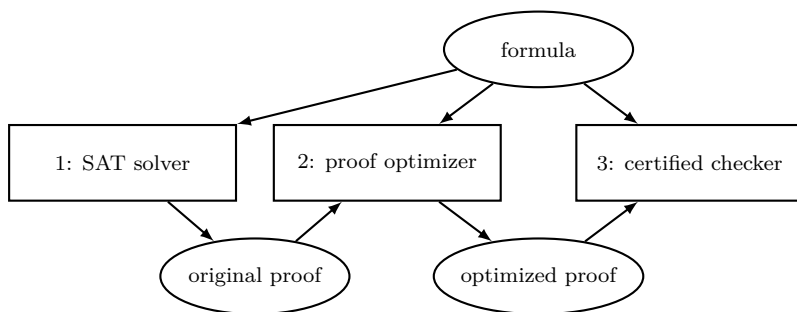 formula
1: SAT solver
2: proof optimizer
3: certified checker
original proof
optimized proof